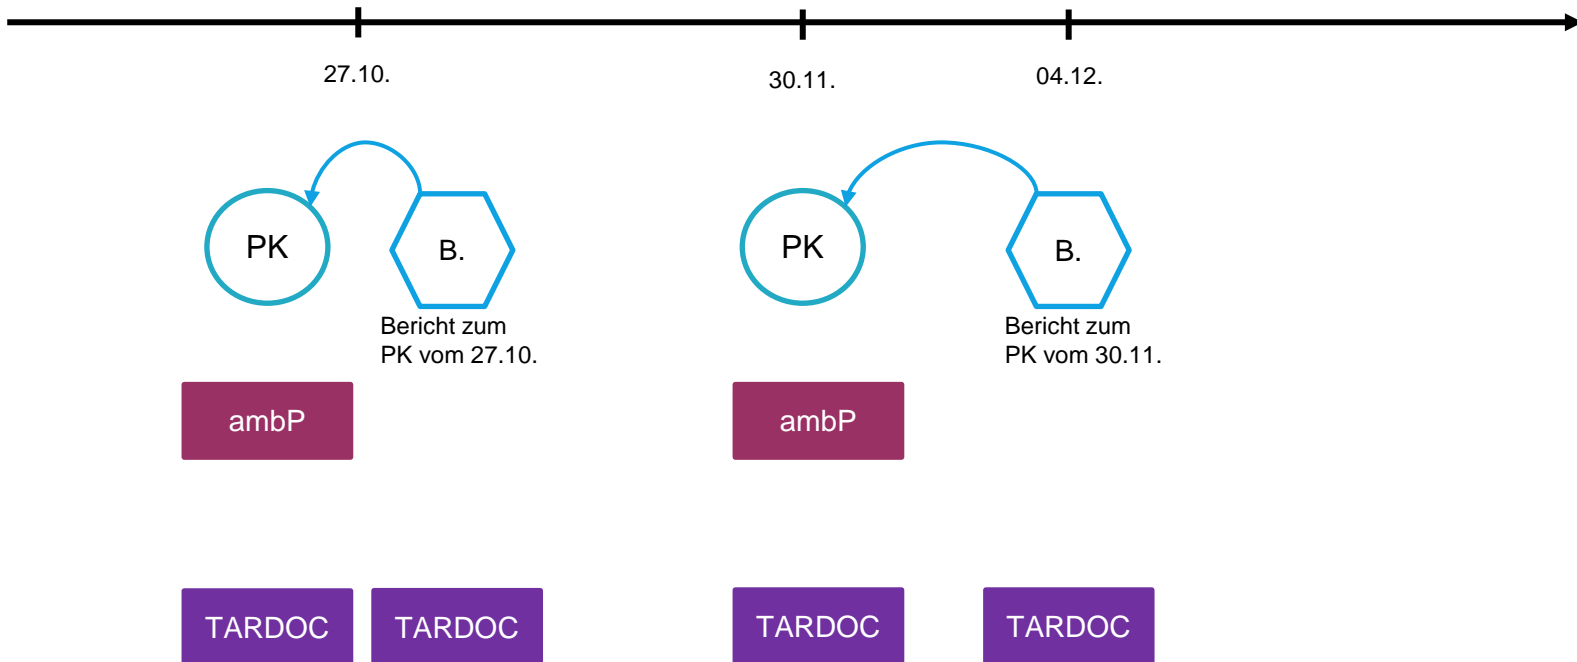 27.10.
30.11.
04.12.
PK
B.
PK
B.
Bericht zum
PK vom 27.10.
Bericht zum
PK vom 30.11.
ambP
ambP
TARDOC
TARDOC
TARDOC
TARDOC